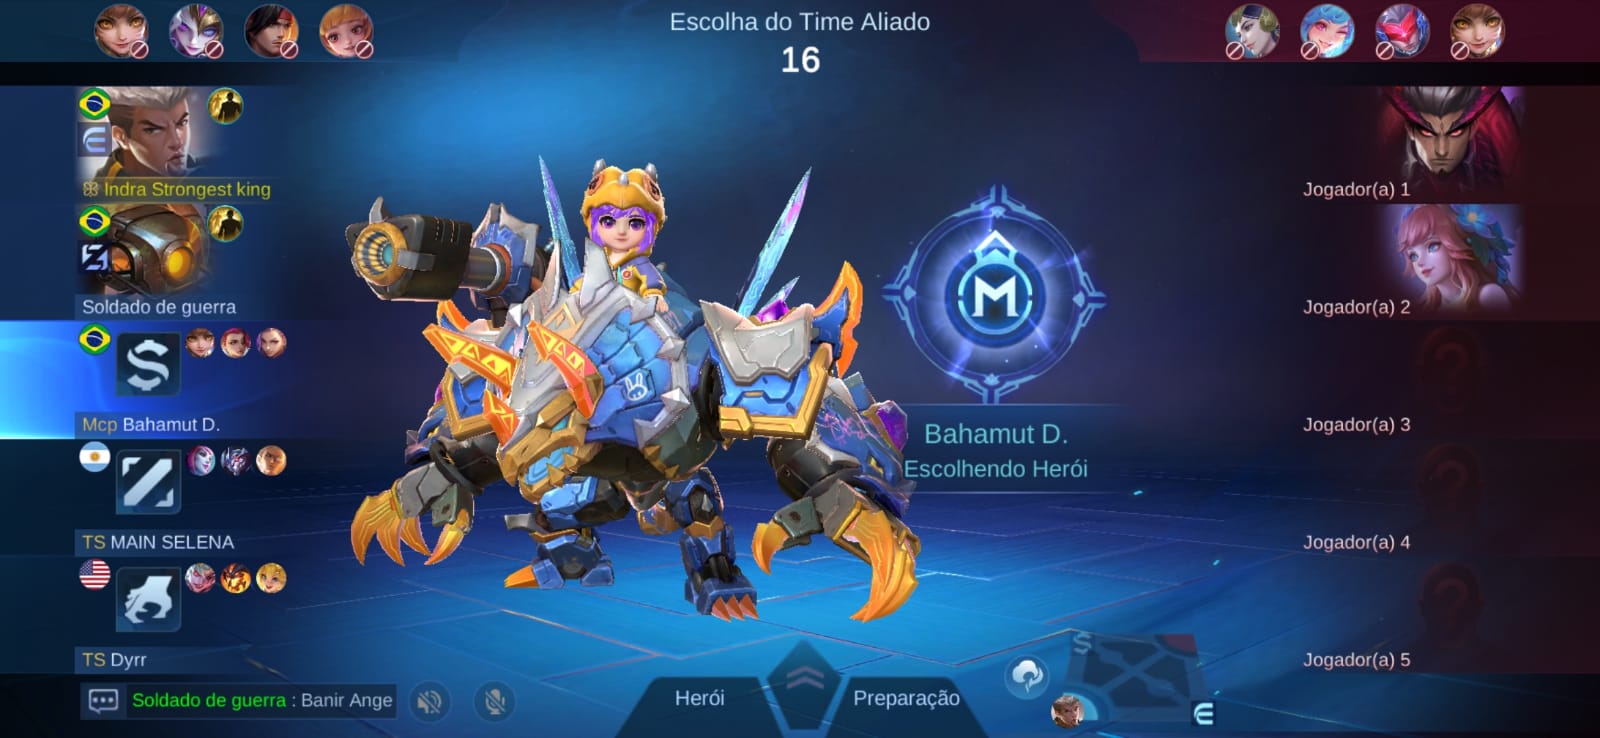 Escolha do Time Aliado
16
Indra Strongest king
Soldado de guerra
Mcp Bahamut D.
TS MAIN SELENA
TS Dyrr
Soldado de guerra : Banir Ange
Bahamut D.
Escolhendo Herói
Herói
Preparação
Jogador(a) 1
Jogador(a) 2
Jogador(a) 3
Jogador(a) 4
Jogador(a) 5